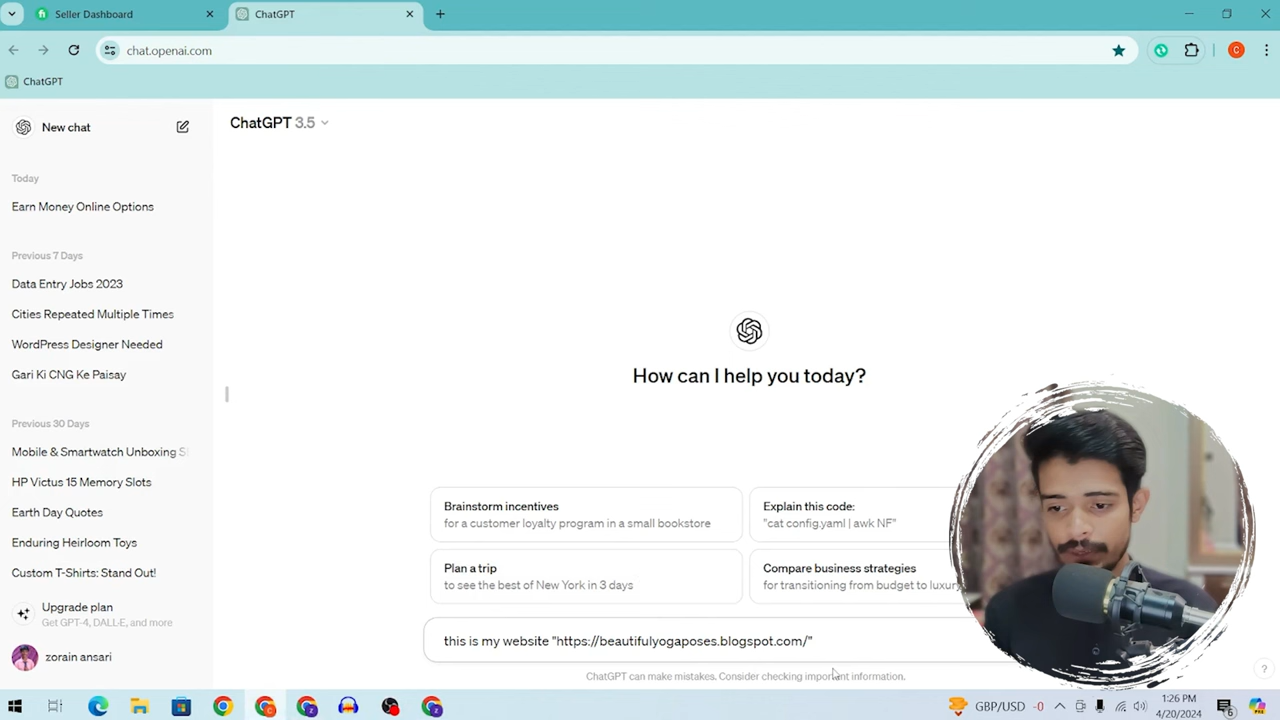 Seller Dashboard
ChatGPT
chat.openai.com
C
ChatGPT
New chat
ChatGPT 3.5
Today
Earn Money Online Options
Previous 7 Days
Data Entry Jobs 2023
Cities Repeated Multiple Times
WordPress Designer Needed
Gari Ki CNG Ke Paisay
Previous 30 Days
Mobile & Smartwatch Unboxing
HP Victus 15 Memory Slots
Earth Day Quotes
Enduring Heirloom Toys
Custom T-Shirts: Stand Out!
Upgrade plan
Get GPT-4, DALL·E, and more
zorain ansari
How can I help you today?
Brainstorm incentives
for a customer loyalty program in a small bookstore
Explain this code:
"cat config.yaml | awk NF"
Plan a trip
to see the best of New York in 3 days
Compare business strategies
for transitioning from budget to luxury
this is my website "https://beautifulyogaposes.blogspot.com/"
ChatGPT can make mistakes. Consider checking important information.
?
GBP/USD -0
1:26 PM
4/20/2024
6